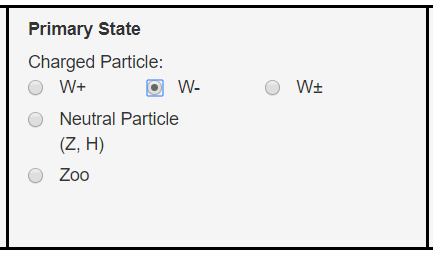 Primary State
Charged Particle:
W+ W- W±
Neutral Particle
(Z, H)
Zoo